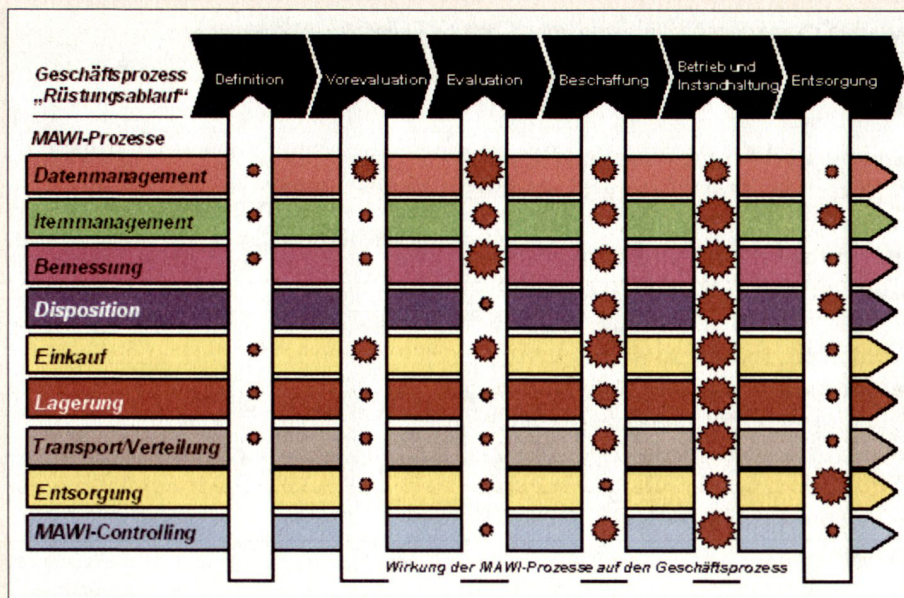 Geschäftsprozess
„Rüstungsablauf“
Definition
Vorevaluation
Evaluation
Beschaffung
Betrieb und
Instandhaltung
Entsorgung
MAWI-Prozesse
Datenmanagement
Itemmanagement
Bemessung
Disposition
Einkauf
Lagerung
Transport/Verteilung
Entsorgung
MAWI-Controlling
Wirkung der MAWI-Prozesse auf den Geschäftsprozess